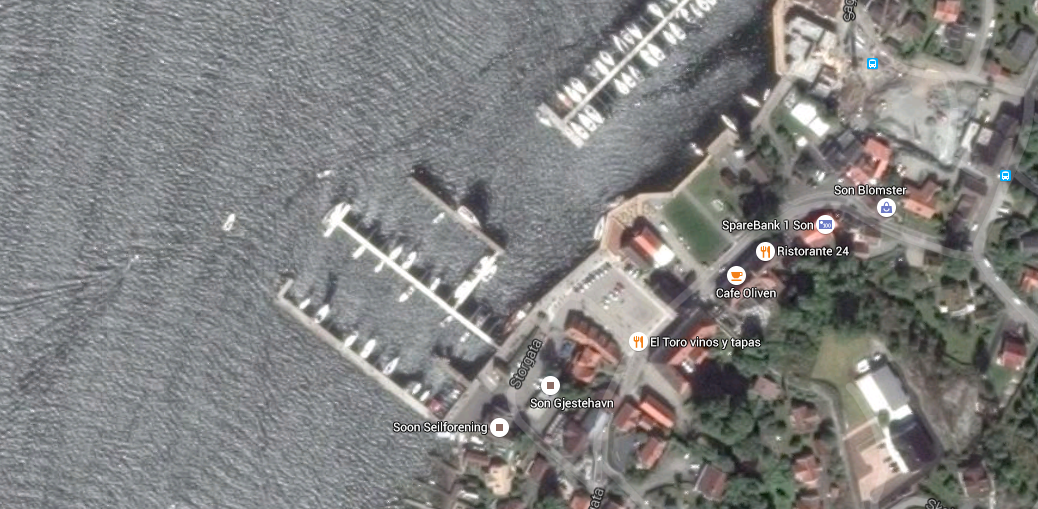 Son Blomster
SpareBank 1 Son
Ristorante 24
Cafe Oliven
El Toro vinos y tapas
Storgata
Son Gjestehavn
Soon Seilforening